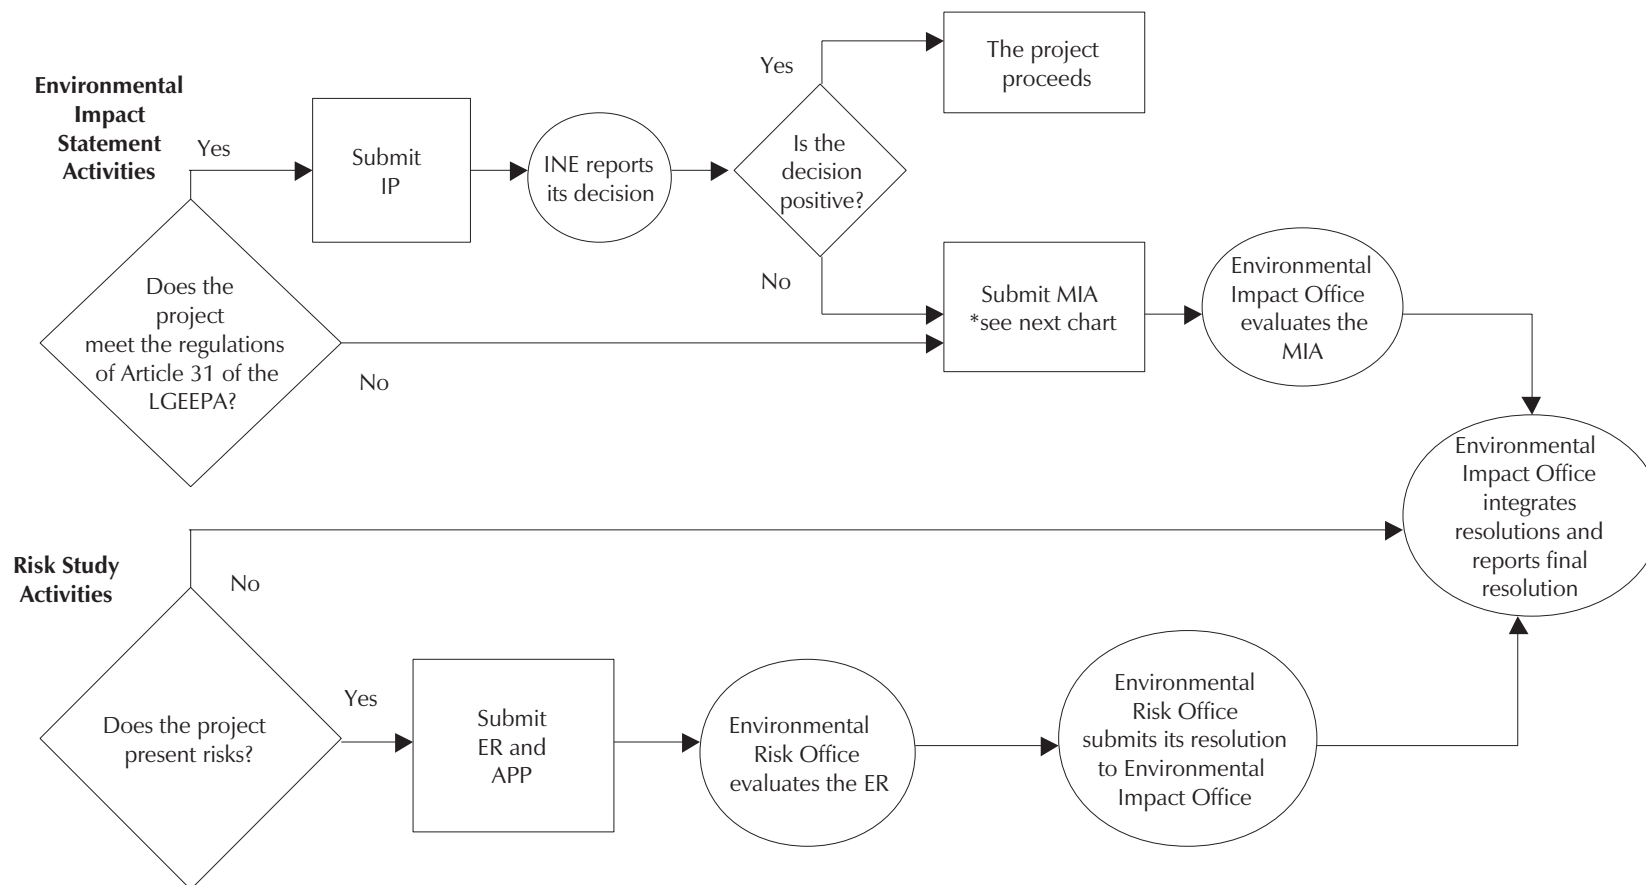 Environmental
Impact
Statement
Activities
Yes
Submit
IP
INE reports
its decision
Is the
decision
positive?
Yes
The project
proceeds
No
Does the
project
meet the regulations
of Article 31 of the
LGEEPA?
No
Submit MIA
*see next chart
Environmental
Impact Office
evaluates the
MIA
Environmental
Impact Office
integrates
resolutions and
reports final
resolution
Risk Study
Activities
No
Does the project
present risks?
Yes
Submit
ER and
APP
Environmental
Risk Office
evaluates the ER
Environmental
Risk Office
submits its resolution
to Environmental
Impact Office